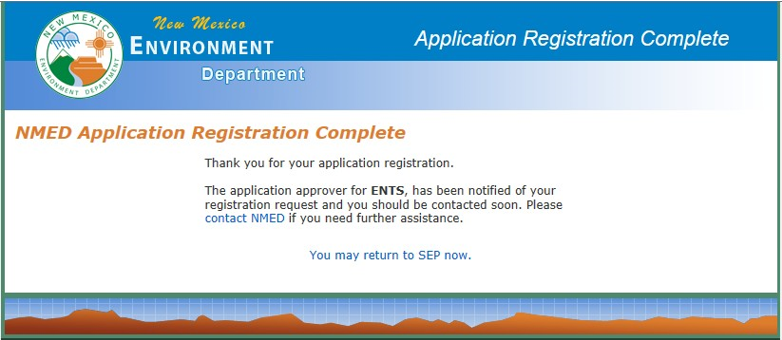 NEW MEXICO
ENVIRONMENT DEPARTMENT
New Mexico
ENVIRONMENT
Department
Application Registration Complete
NMED Application Registration Complete
Thank you for your application registration.
The application approver for ENTS, has been notified of your
registration request and you should be contacted soon. Please
contact NMED if you need further assistance.
You may return to SEP now.